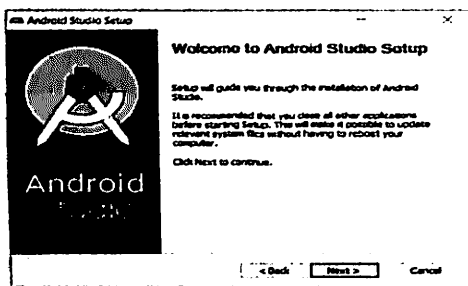 Android Studio Setup
Welcome to Android Studio Setup
Setup will guide you through the installation of Android
Studio.
It is recommended that you close all other applications
before starting Setup. This will make it possible to update
relevant system files without having to reboot your
computer.
Click Next to continue.
Android
Studio
< Back
Next >
Cancel